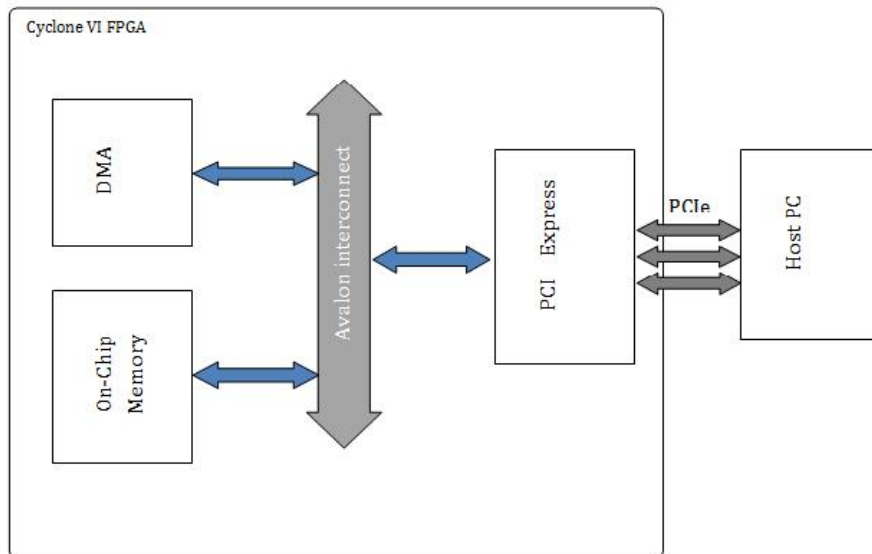 Cyclone VI FPGA
DMA
On-Chip
Memory
Avalon interconnect
PCI Express
PCIe
Host PC